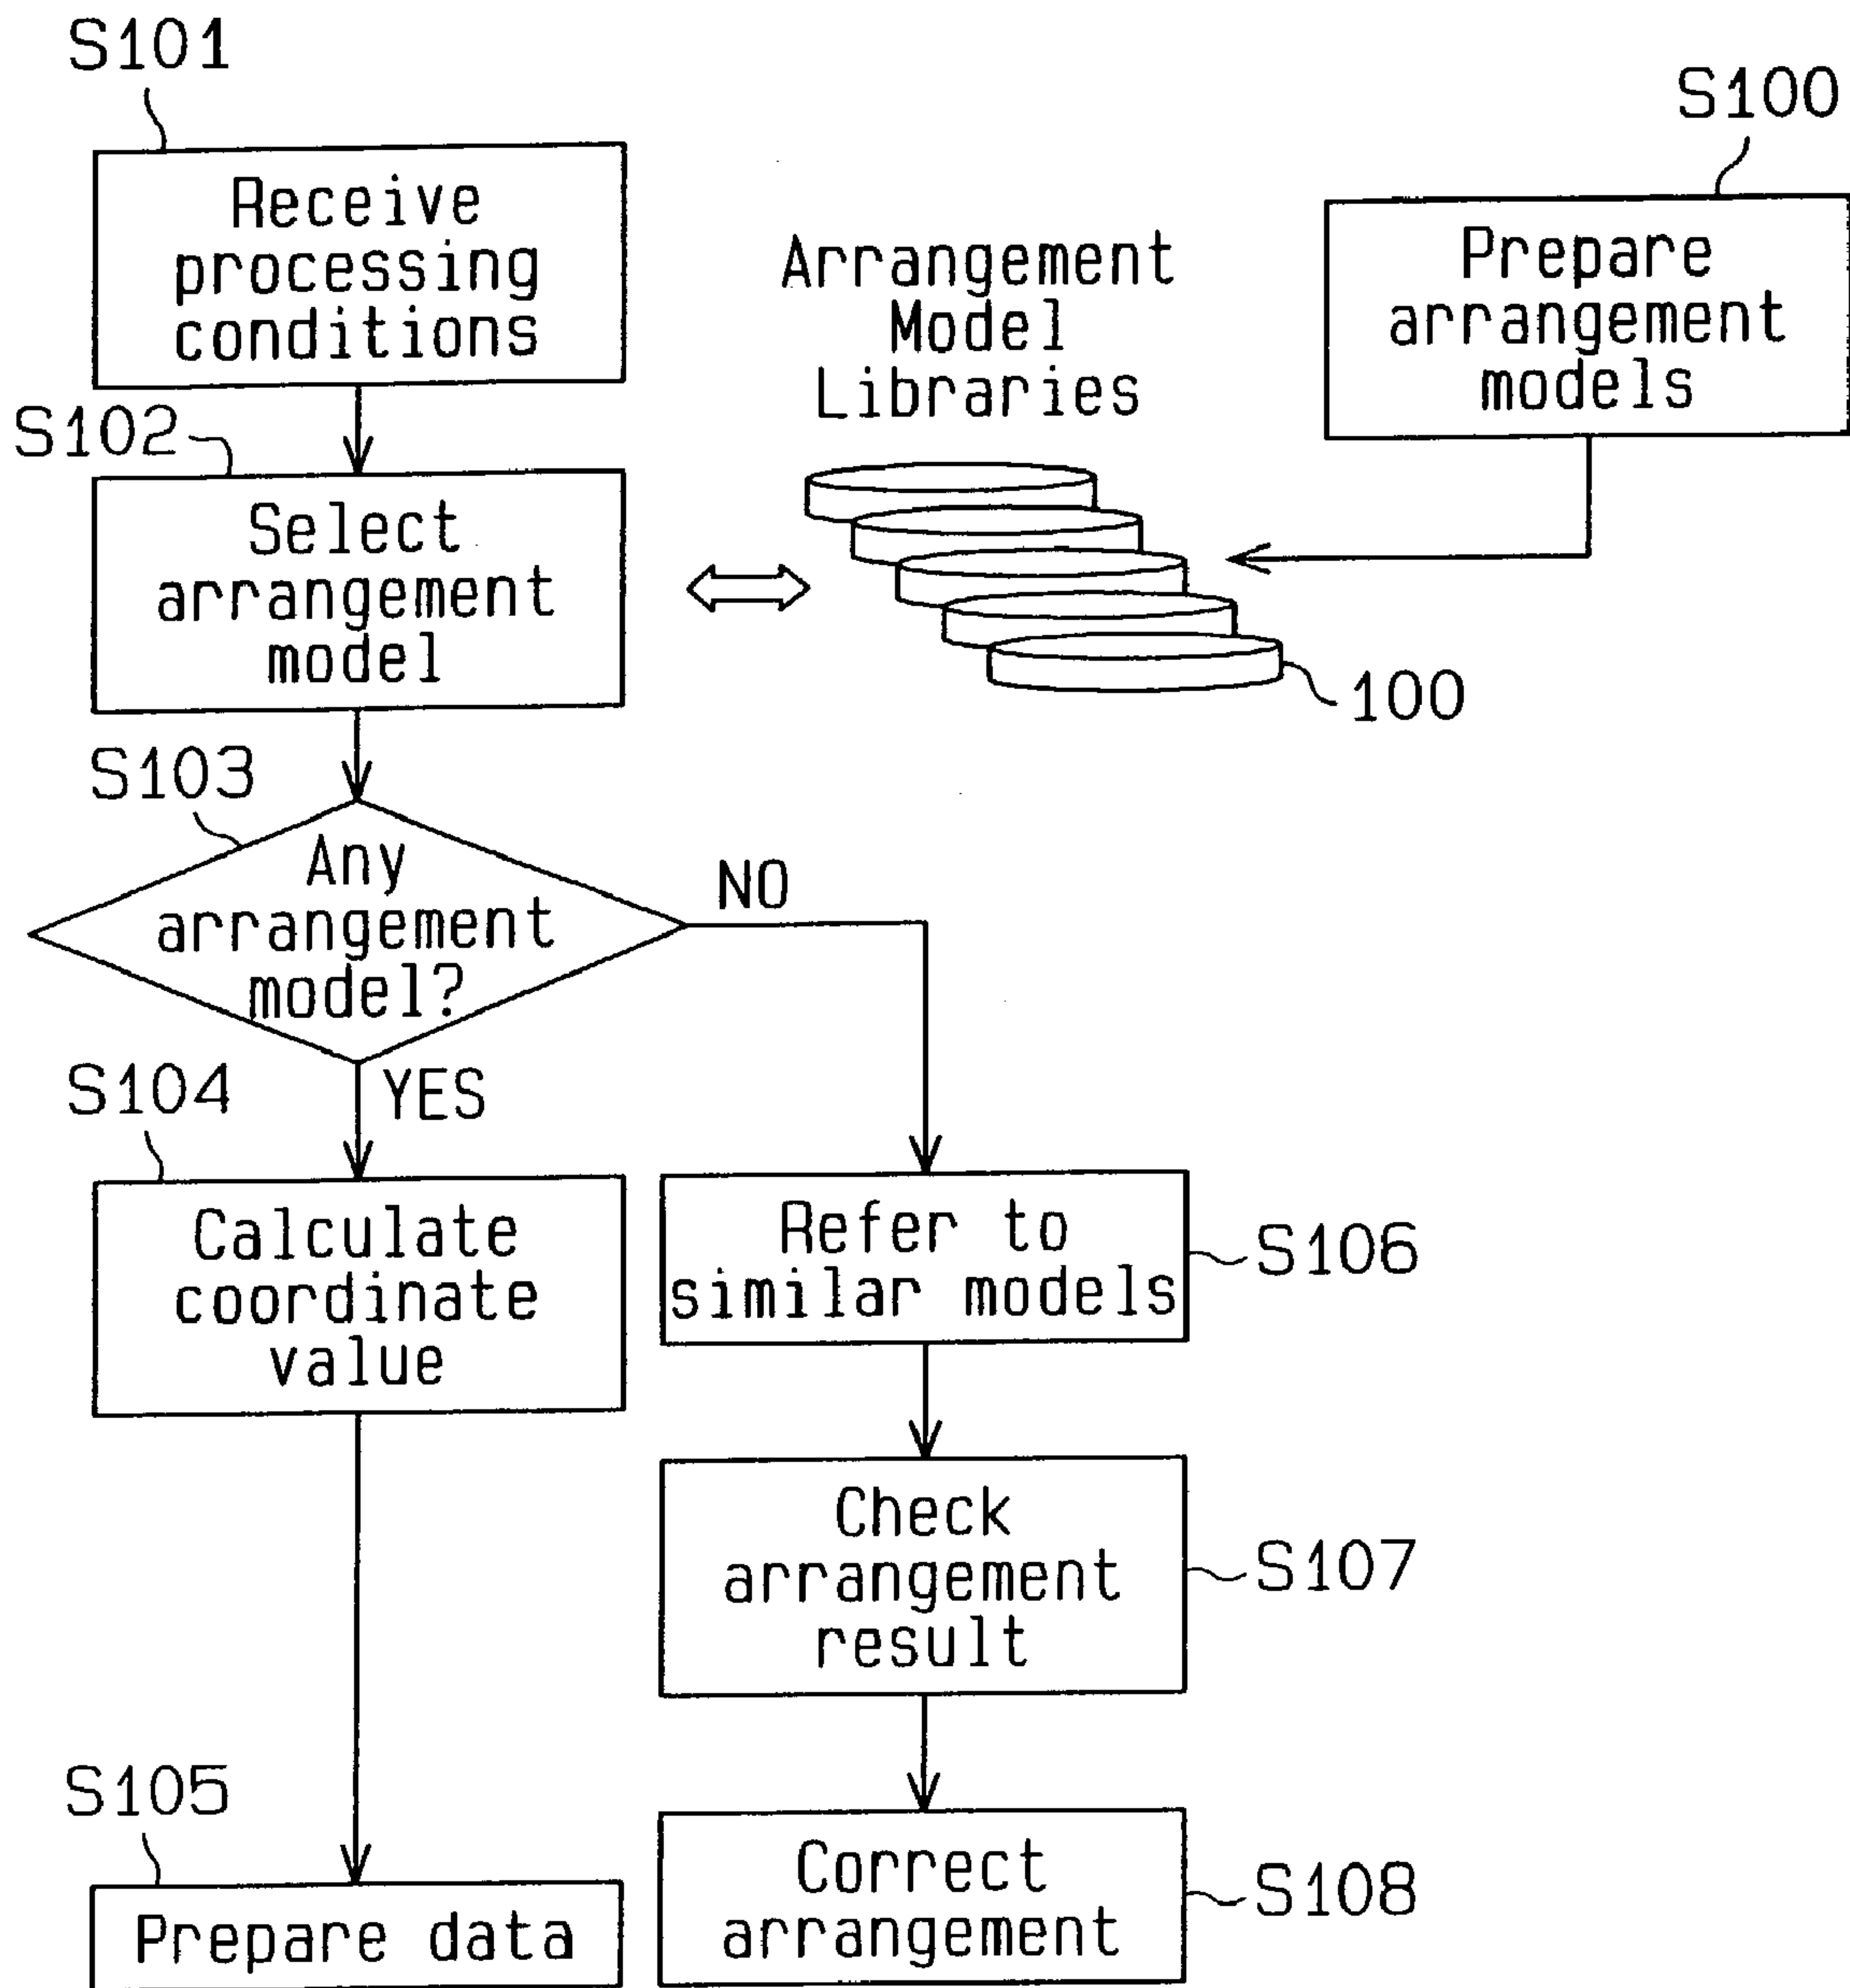 S101
Receive
processing
conditions
S100
Prepare
arrangement
models
Arrangement
Model
Libraries
100
S102
Select
arrangement
model
S103
Any
arrangement
model?
NO
YES
S104
Calculate
coordinate
value
S105
Prepare data
Refer to
similar models
S106
Check
arrangement
result
S107
Correct
arrangement
S108